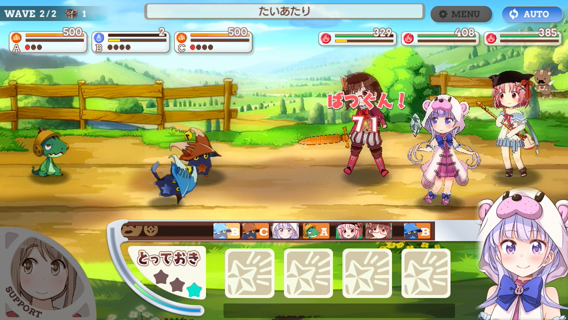 WAVE 2/2 1
たいあたり
MENU
AUTO
500
A
2
B
500
C
329
408
385
ばつぐん!
71
B C A B
とっておき
SUPPORT